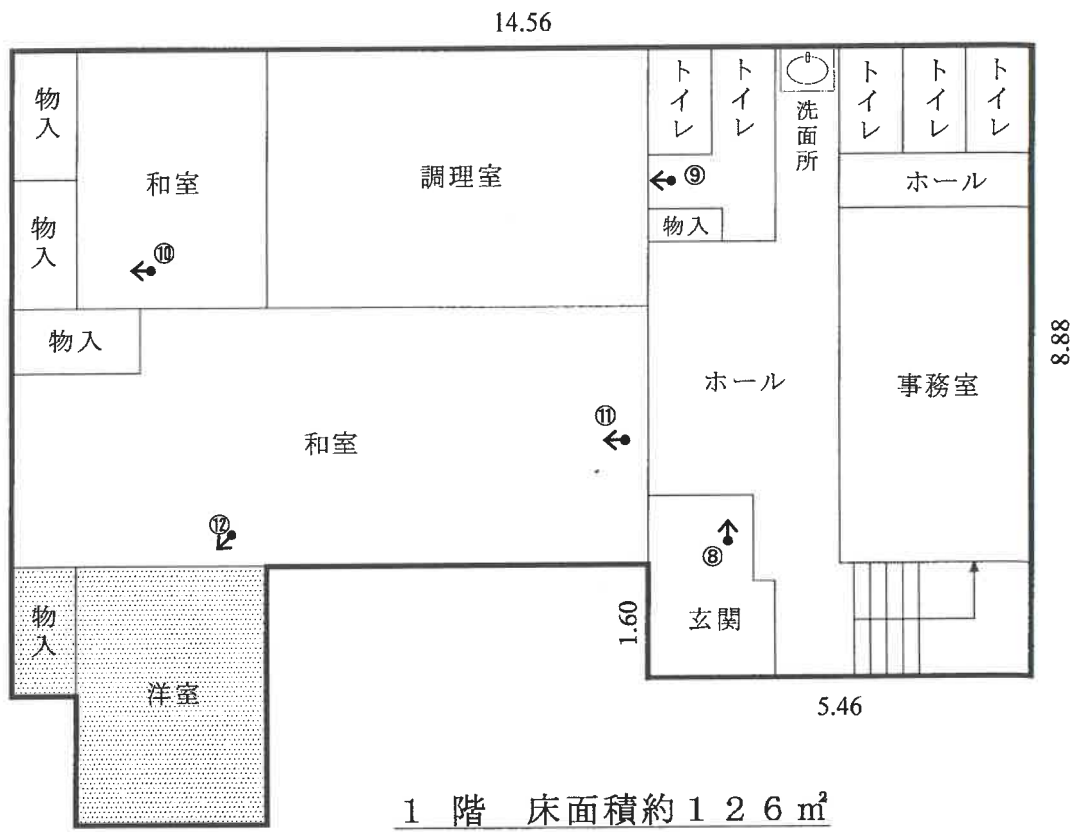 14.56
物入
和室
調理室
トイレ
トイレ
洗面所
トイレ
トイレ
トイレ
ホール
物入
⑨
物入
⑩
物入
ホール
事務室
8.88
和室
⑪
⑫
⑧
物入
洋室
1.60
玄関
5.46
1階 床面積約126㎡